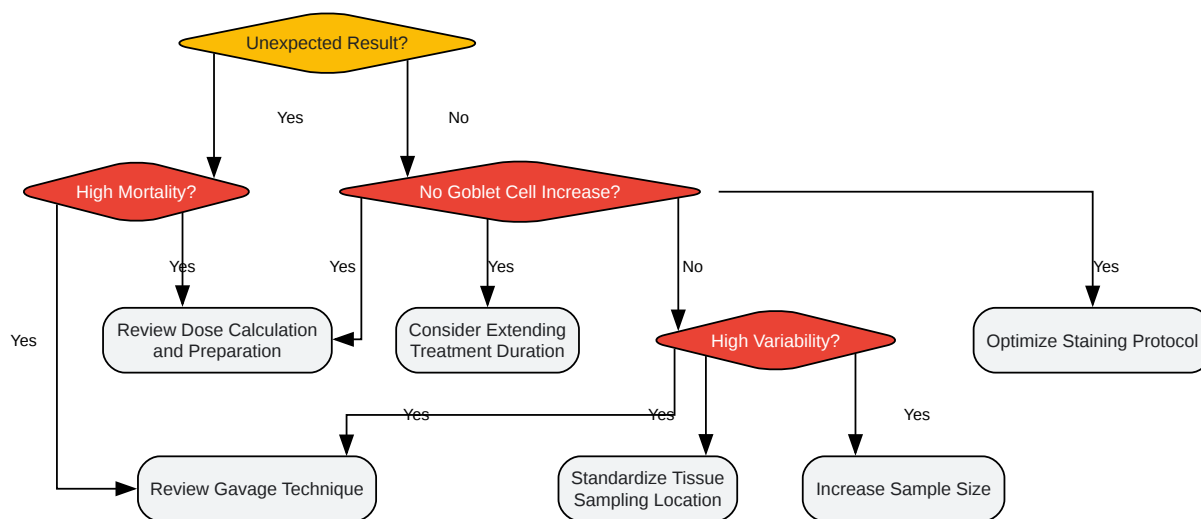 Unexpected Result?
Yes
No
High Mortality?
No Goblet Cell Increase?
Yes
Yes
Yes
No
Yes
Review Dose Calculation
and Preparation
Consider Extending
Treatment Duration
Yes
High Variability?
Optimize Staining Protocol
Yes
Yes
Yes
Review Gavage Technique
Standardize Tissue
Sampling Location
Increase Sample Size